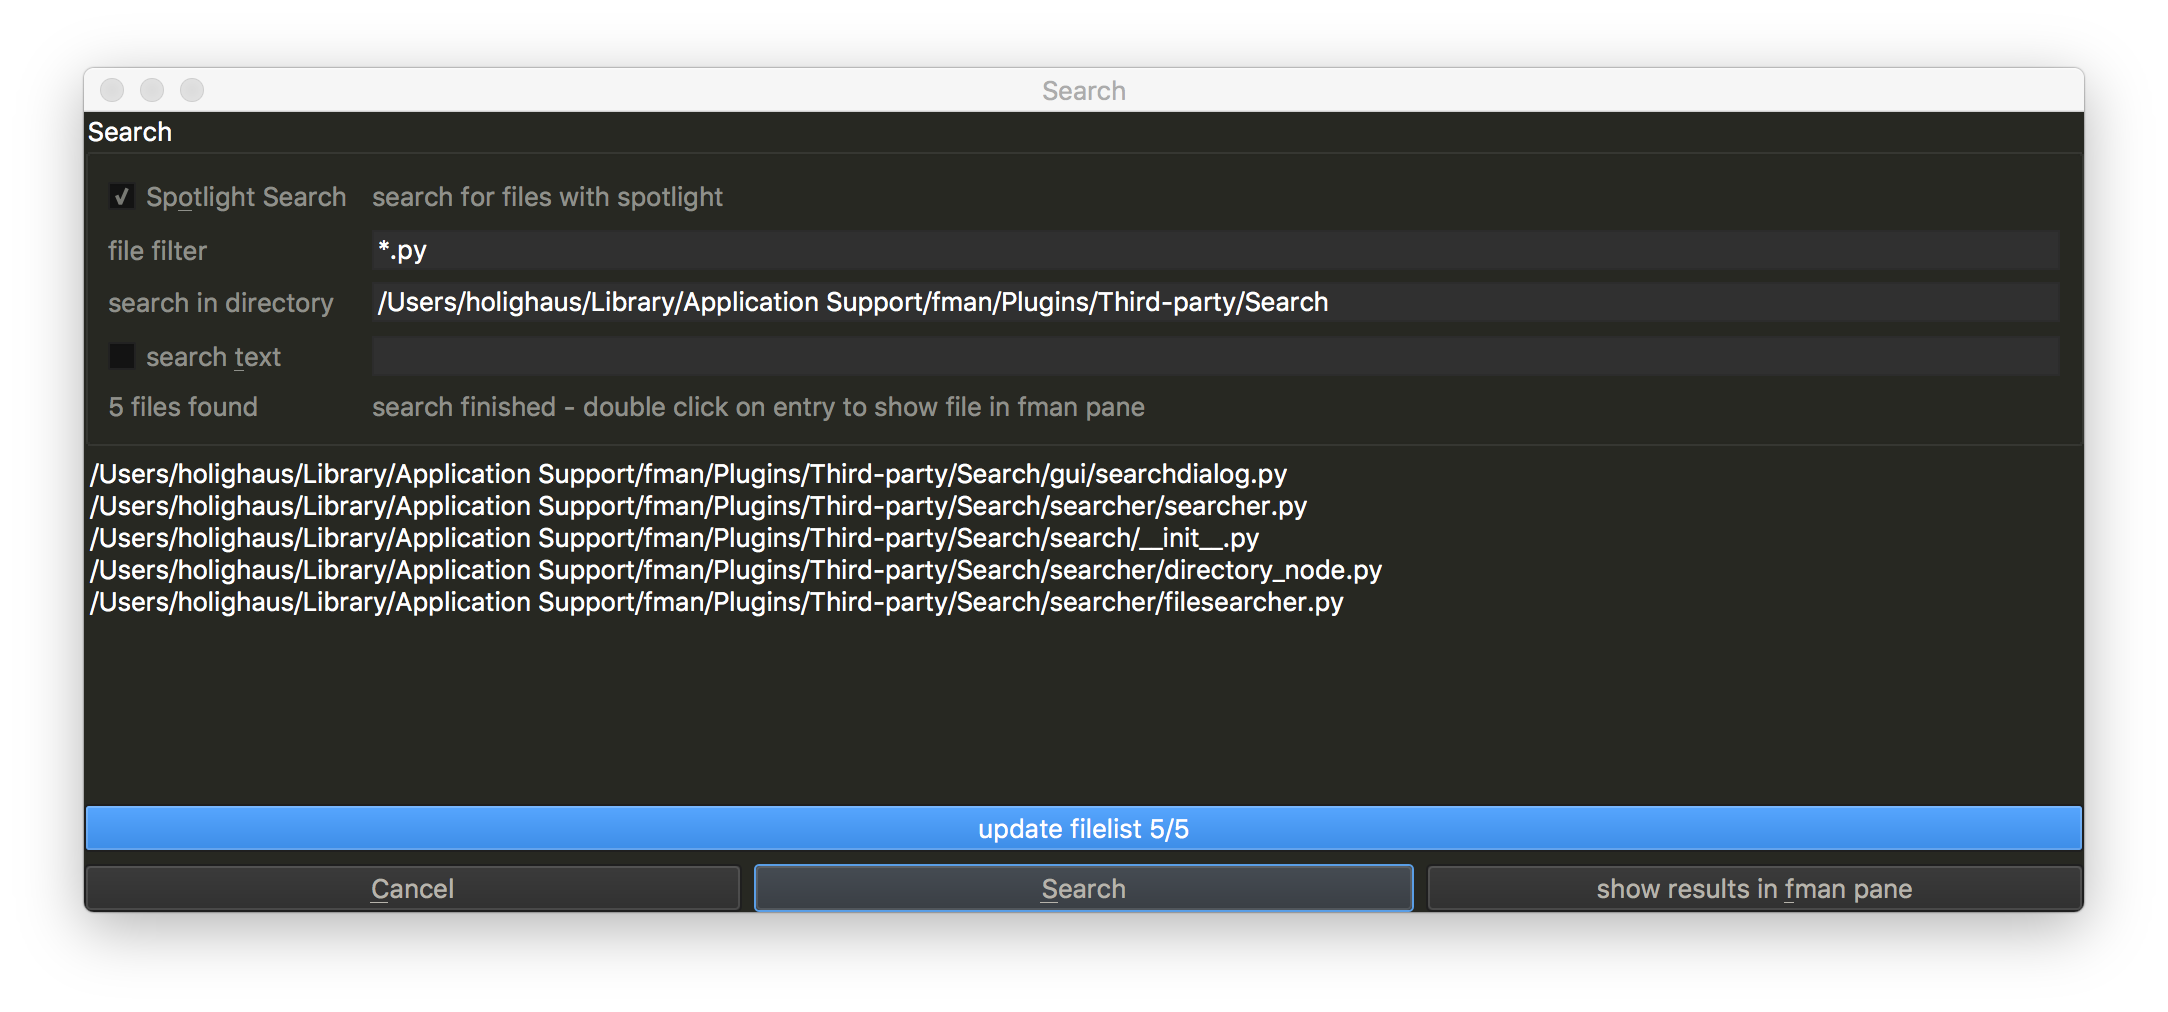 Search
Search
Spotlight Search search for files with spotlight
file filter *.py
search in directory /Users/holighaus/Library/Application Support/fman/Plugins/Third-party/Search
search text
5 files found search finished - double click on entry to show file in fman pane
/Users/holighaus/Library/Application Support/fman/Plugins/Third-party/Search/gui/searchdialog.py
/Users/holighaus/Library/Application Support/fman/Plugins/Third-party/Search/searcher/searcher.py
/Users/holighaus/Library/Application Support/fman/Plugins/Third-party/Search/search/__init__.py
/Users/holighaus/Library/Application Support/fman/Plugins/Third-party/Search/searcher/directory_node.py
/Users/holighaus/Library/Application Support/fman/Plugins/Third-party/Search/searcher/filesearcher.py
update filelist 5/5
Cancel Search show results in fman pane